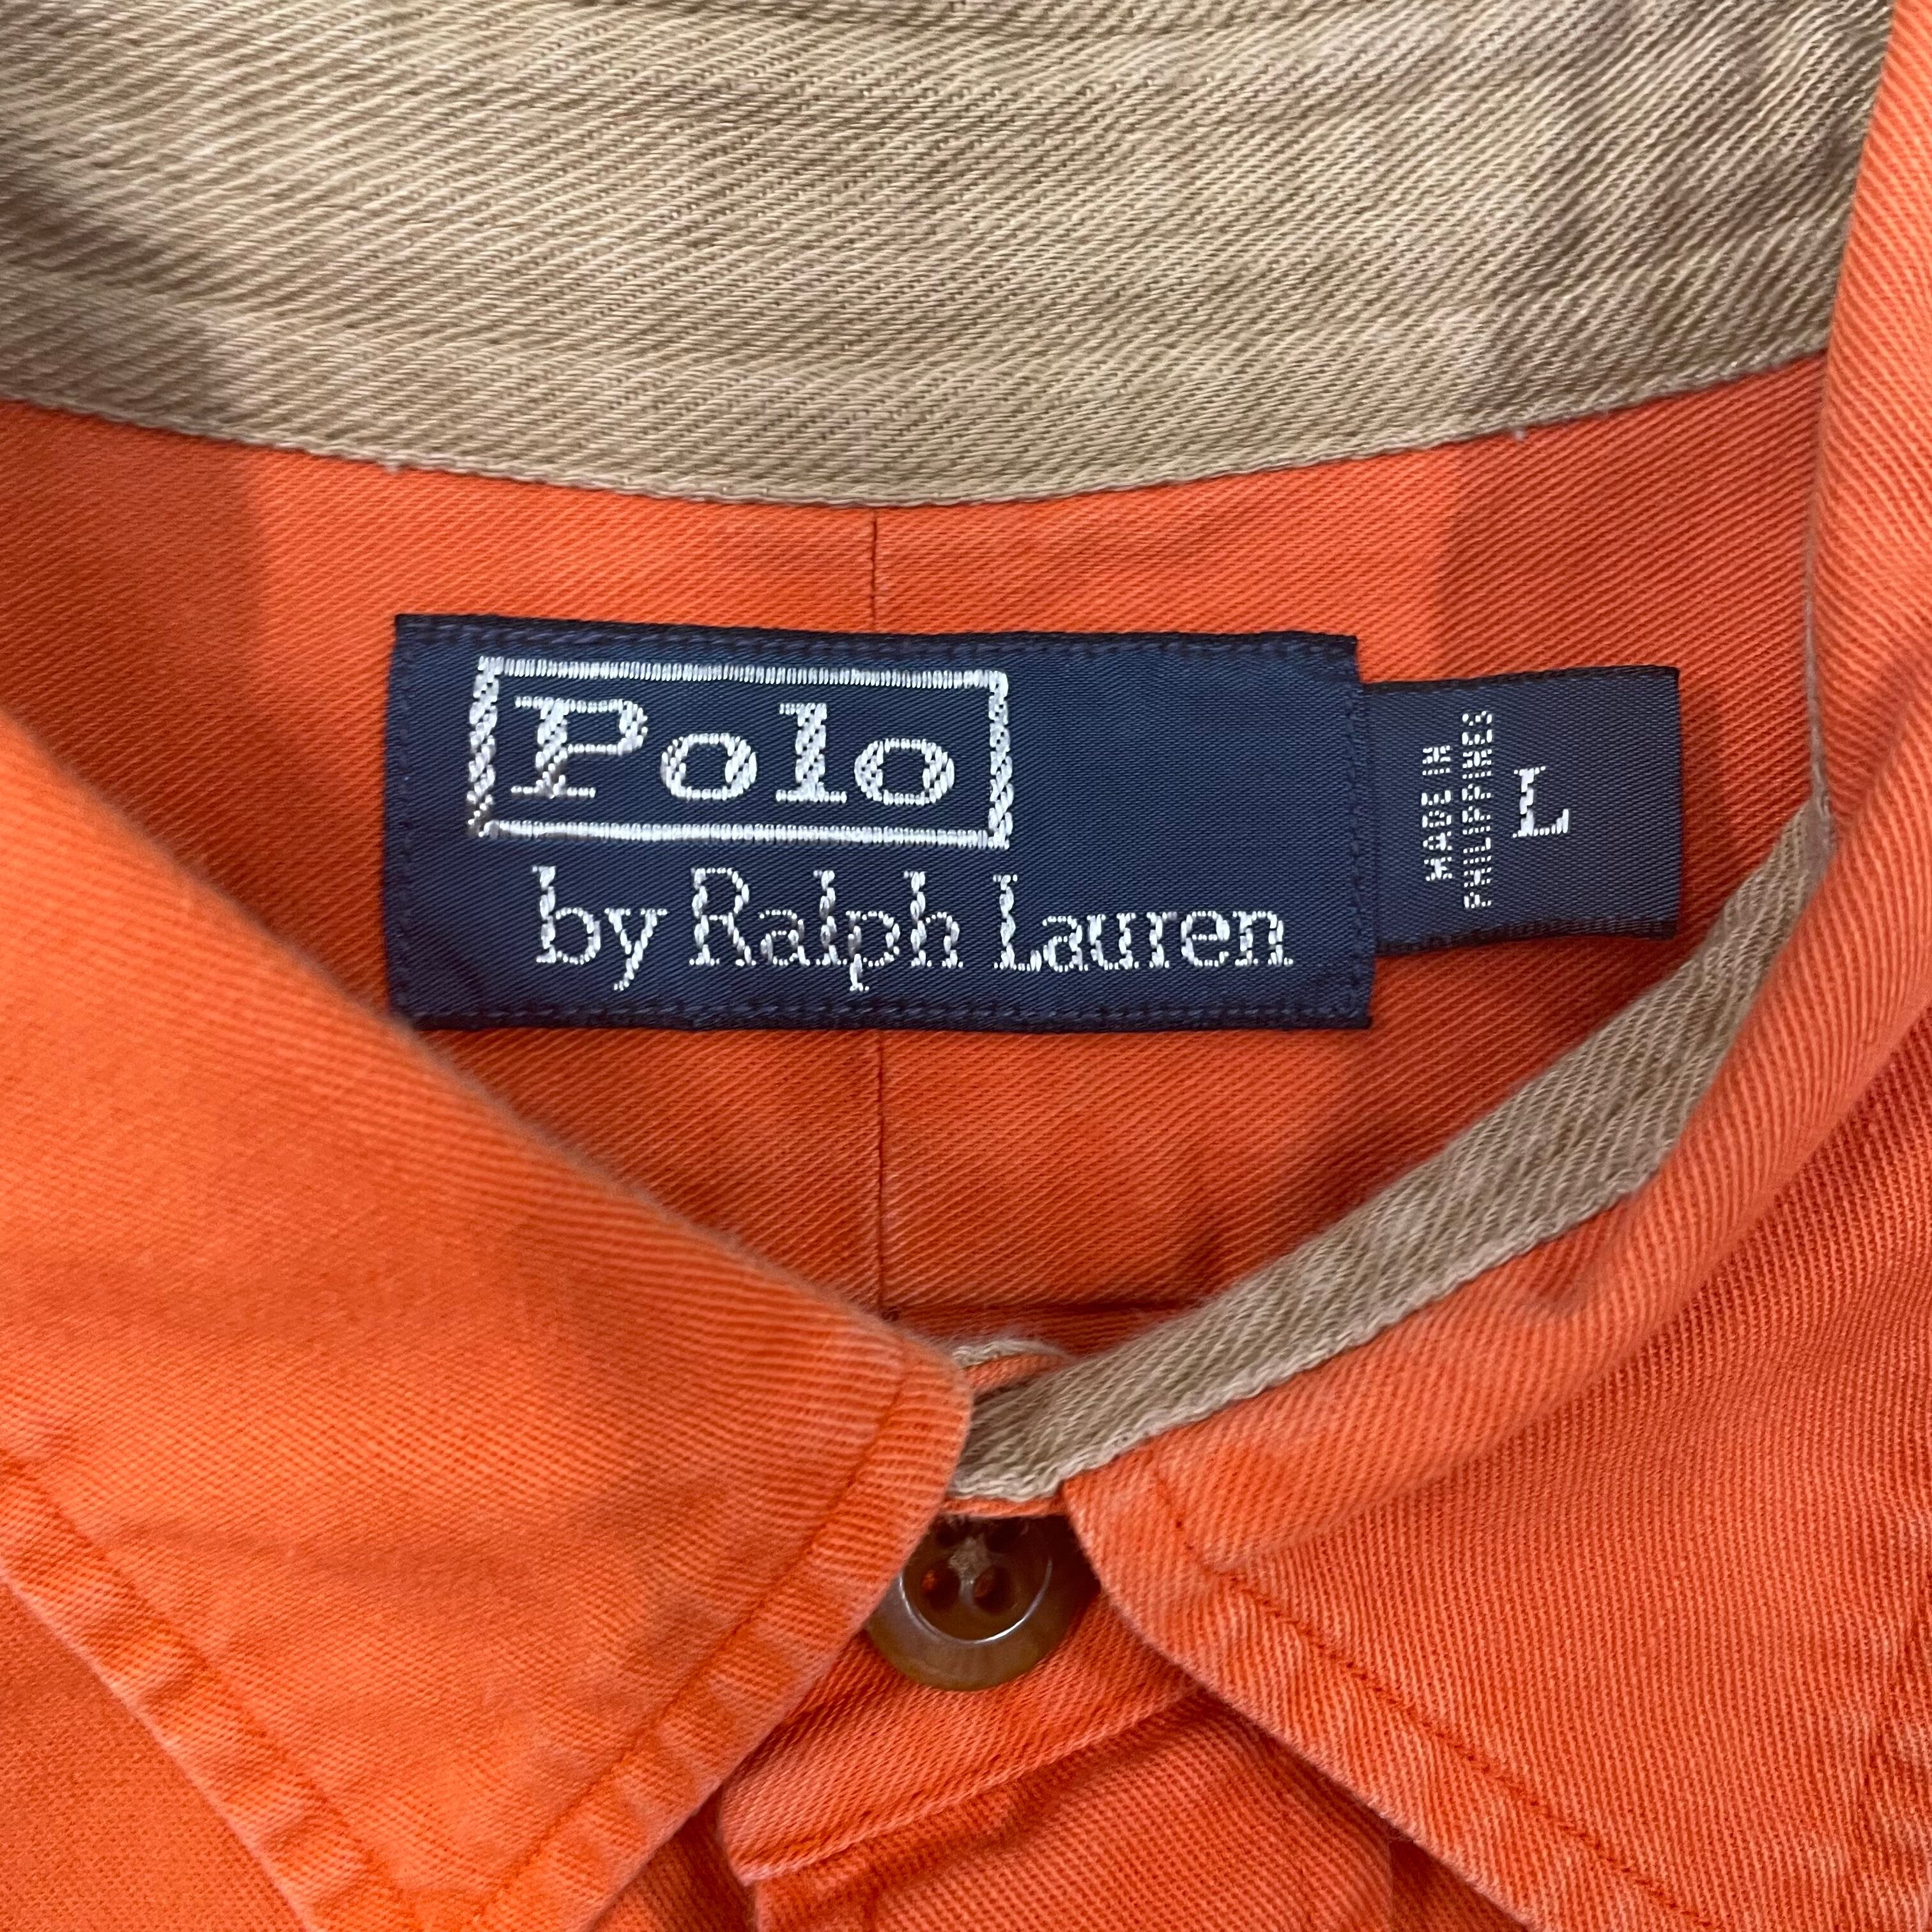 Polo
by Ralph Lauren
MADE IN
PHILIPPINES
L